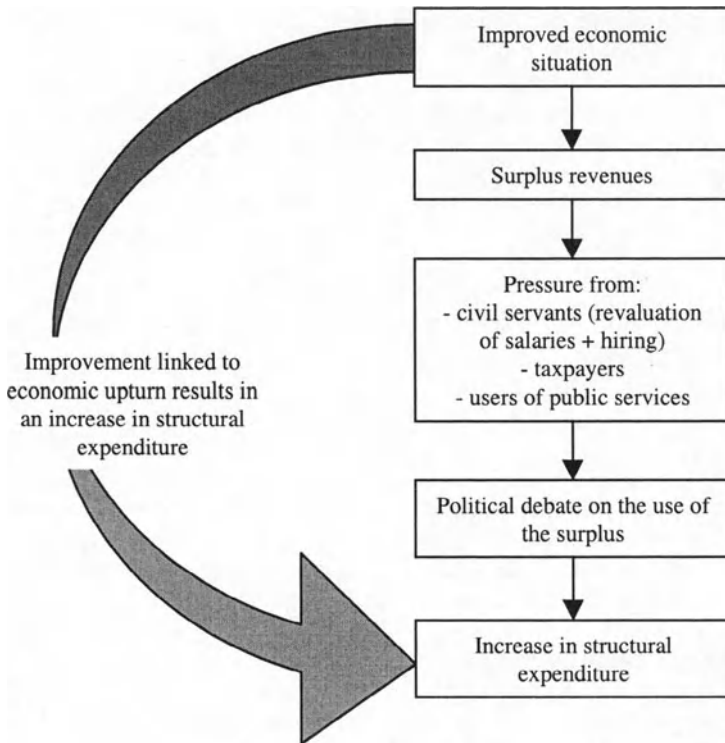 Improved economic
situation
Surplus revenues
Pressure from:
- civil servants (revaluation
of salaries + hiring)
- taxpayers
- users of public services
Improvement linked to
economic upturn results in
an increase in structural
expenditure
Political debate on the use of
the surplus
Increase in structural
expenditure